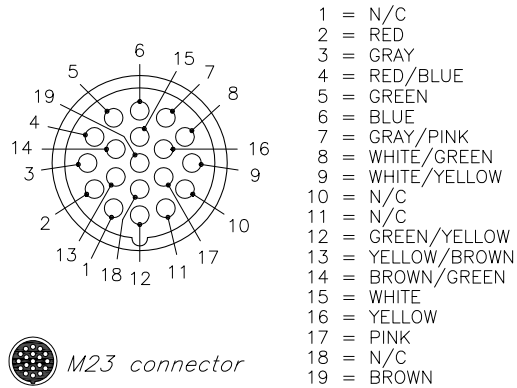 6
5
15
7
19
8
4
14
16
3
9
2
10
13
1
18
12
11
17
M23 connector
1 = N/C
2 = RED
3 = GRAY
4 = RED/BLUE
5 = GREEN
6 = BLUE
7 = GRAY/PINK
8 = WHITE/GREEN
9 = WHITE/YELLOW
10 = N/C
11 = N/C
12 = GREEN/YELLOW
13 = YELLOW/BROWN
14 = BROWN/GREEN
15 = WHITE
16 = YELLOW
17 = PINK
18 = N/C
19 = BROWN